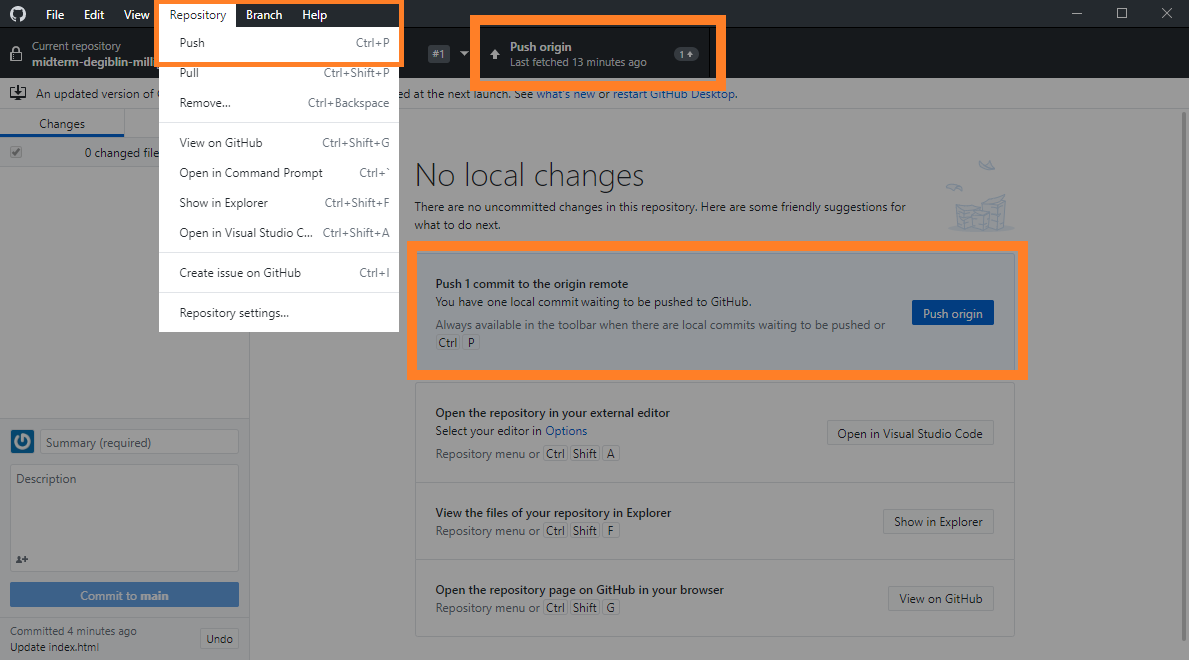 File Edit View Repository Branch Help
Current repository
midterm-degiblin-mill
#1
Push origin
Last fetched 13 minutes ago
1
Push Ctrl+P
Pull Ctrl+Shift+P
Remove... Ctrl+Backspace
View on GitHub Ctrl+Shift+G
Open in Command Prompt Ctrl+`
Show in Explorer Ctrl+Shift+F
Open in Visual Studio C... Ctrl+Shift+A
Create issue on GitHub Ctrl+I
Repository settings...
An updated version of ed at the next launch. See what's new or restart GitHub Desktop.
Changes
0 changed file
No local changes
There are no uncommitted changes in this repository. Here are some friendly suggestions for
what to do next.
Push 1 commit to the origin remote
You have one local commit waiting to be pushed to GitHub.
Always available in the toolbar when there are local commits waiting to be pushed or
Ctrl P
Push origin
Open the repository in your external editor
Select your editor in Options
Repository menu or Ctrl Shift A
Open in Visual Studio Code
View the files of your repository in Explorer
Repository menu or Ctrl Shift F
Show in Explorer
Open the repository page on GitHub in your browser
Repository menu or Ctrl Shift G
View on GitHub
Summary (required)
Description
Commit to main
Committed 4 minutes ago
Update index.html
Undo